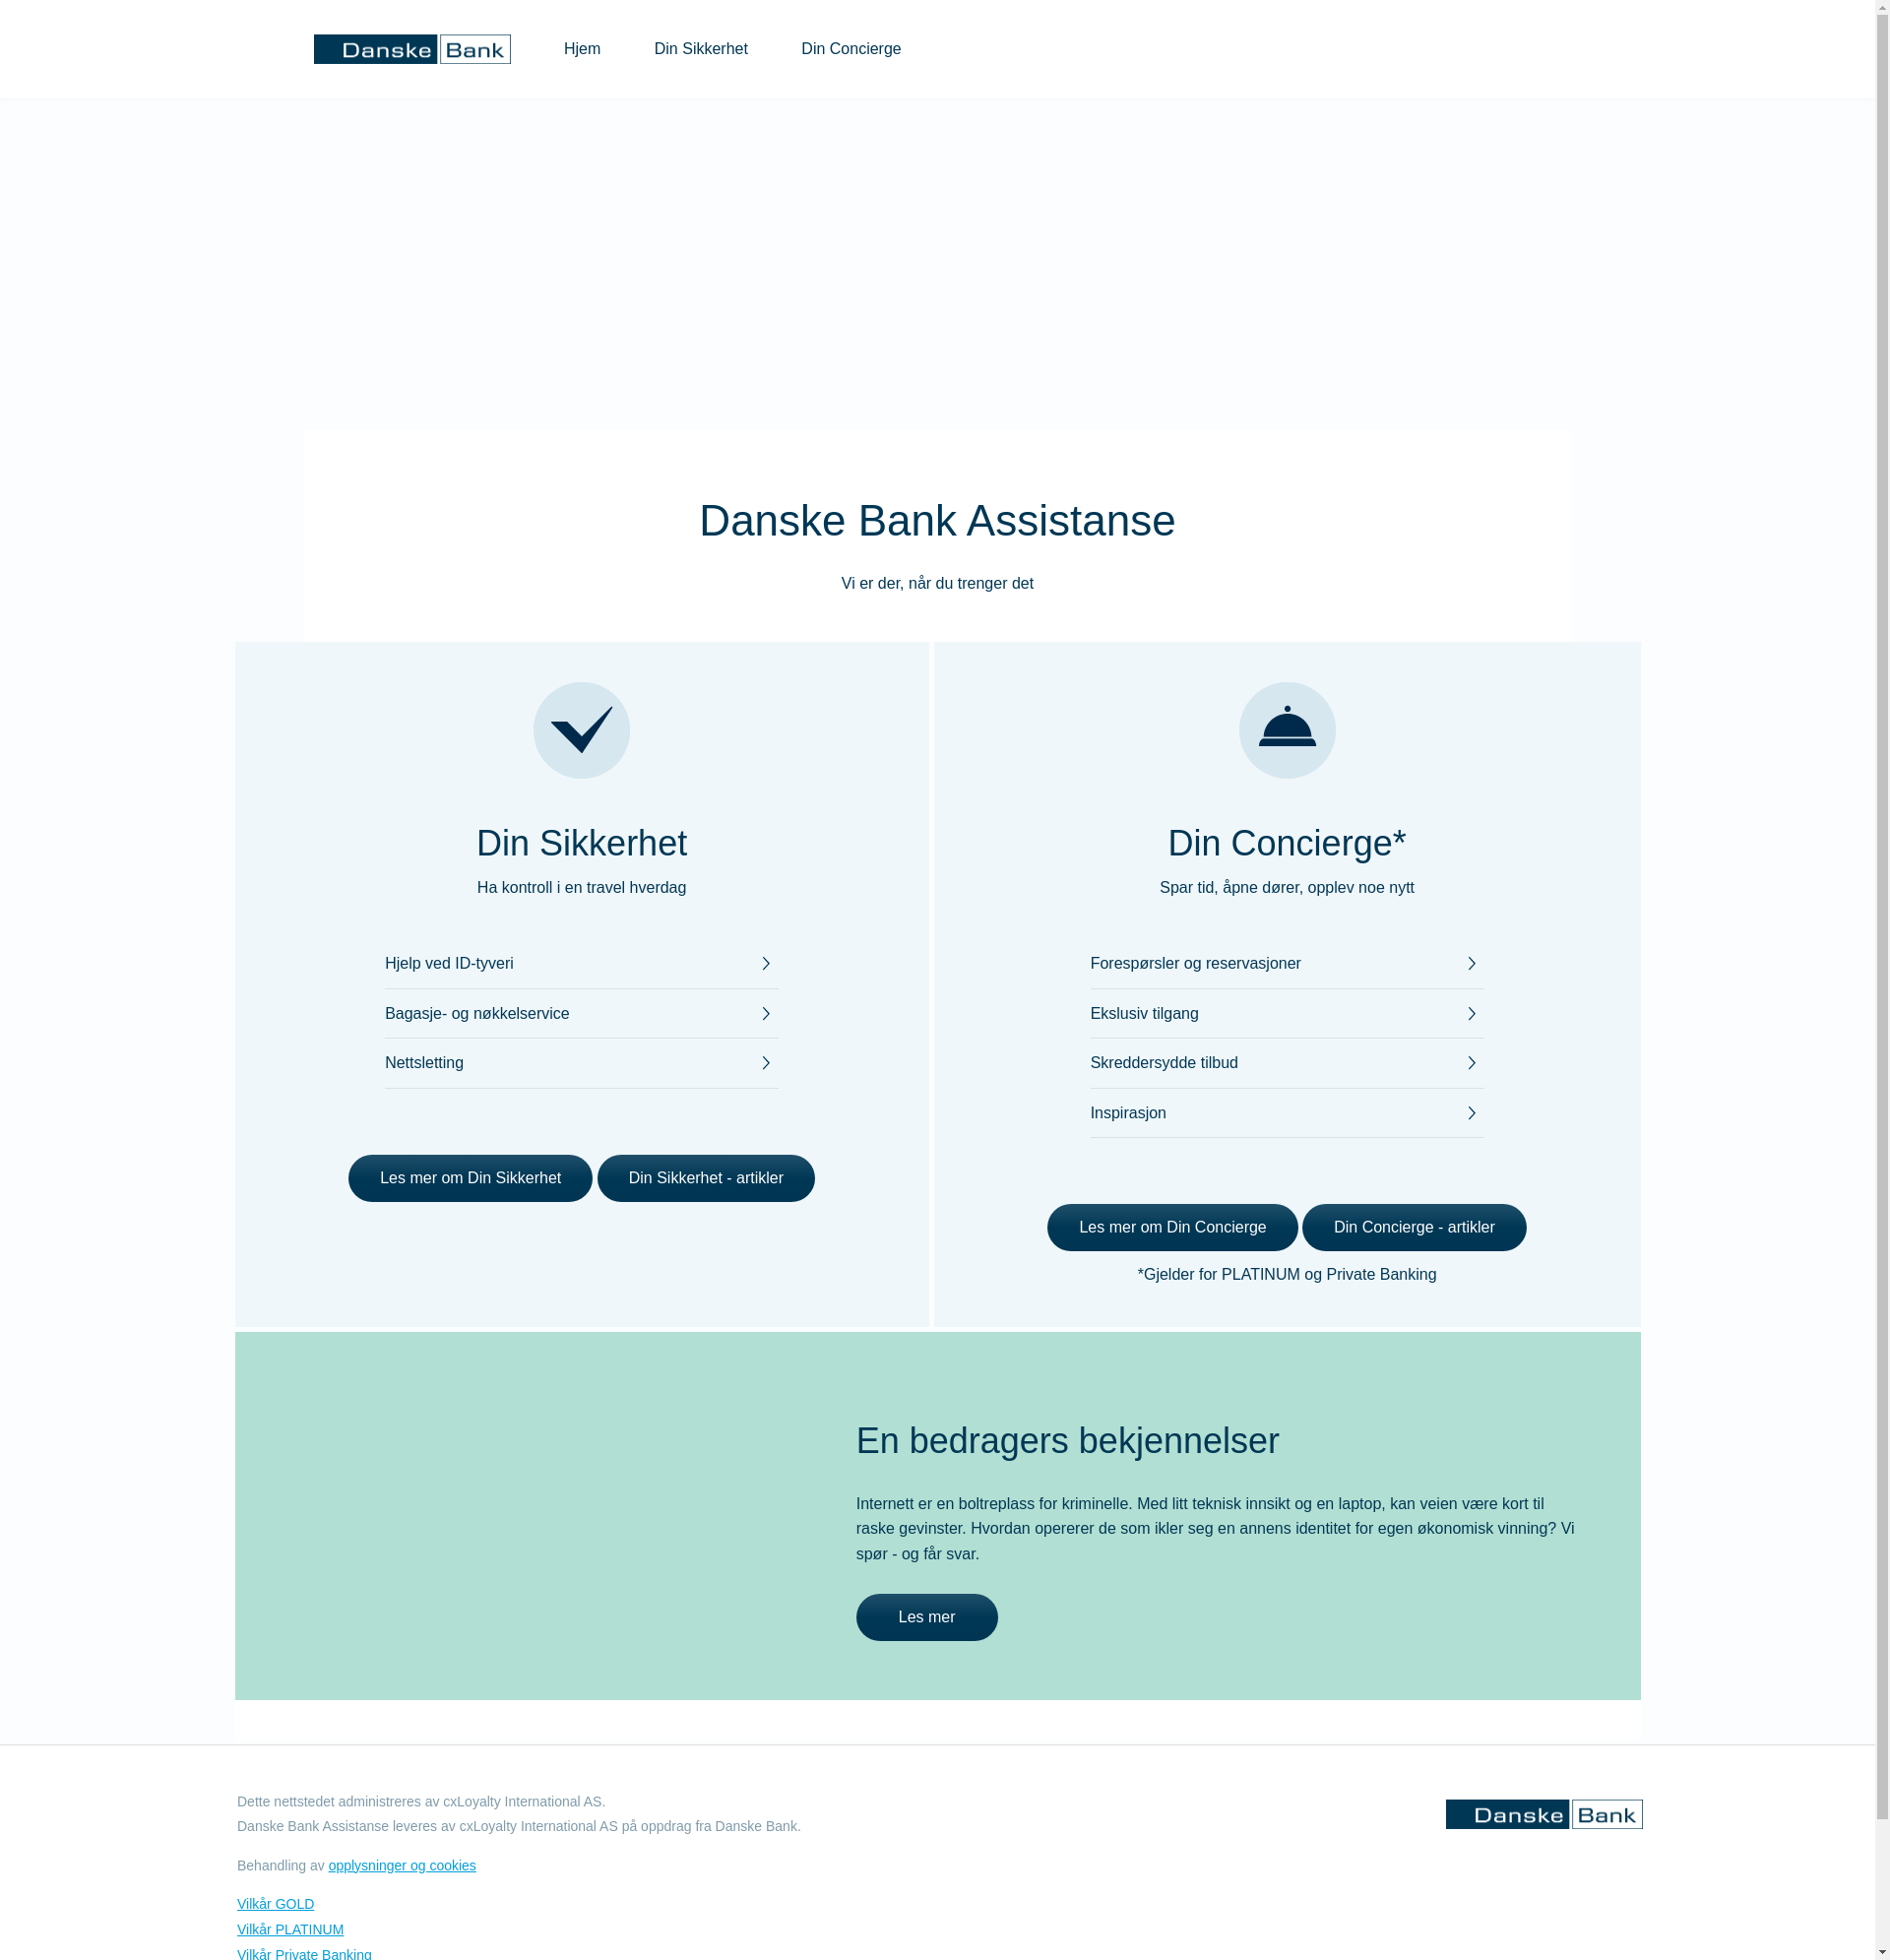 Danske Bank
Hjem
Din Sikkerhet
Din Concierge
Danske Bank Assistanse
Vi er der, når du trenger det
Din Sikkerhet
Ha kontroll i en travel hverdag
Hjelp ved ID-tyveri
Bagasje- og nøkkelservice
Nettsletting
Les mer om Din Sikkerhet
Din Sikkerhet - artikler
Din Concierge*
Spar tid, åpne dører, opplev noe nytt
Forespørsler og reservasjoner
Ekslusiv tilgang
Skreddersydde tilbud
Inspirasjon
Les mer om Din Concierge
Din Concierge - artikler
*Gjelder for PLATINUM og Private Banking
En bedragers bekjennelser
Internett er en boltreplass for kriminelle. Med litt teknisk innsikt og en laptop, kan veien være kort til
raske gevinster. Hvordan opererer de som ikler seg en annens identitet for egen økonomisk vinning? Vi
spør - og får svar.
Les mer
Dette nettstedet administreres av cxLoyalty International AS.
Danske Bank Assistanse leveres av cxLoyalty International AS på oppdrag fra Danske Bank.
Behandling av opplysninger og cookies
Vilkår GOLD
Vilkår PLATINUM
Vilkår Private Banking
Danske Bank